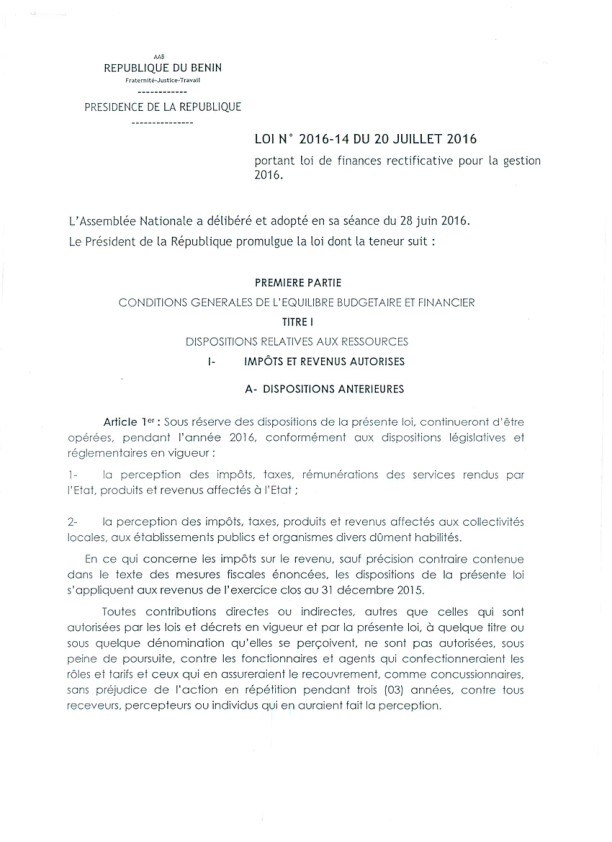 AAB
REPUBLIQUE DU BENIN
Fraternité-Justice-Travail
------------
PRESIDENCE DE LA REPUBLIQUE
---------------
LOI N° 2016-14 DU 20 JUILLET 2016
portant loi de finances rectificative pour la gestion
2016.
L'Assemblée Nationale a délibéré et adopté en sa séance du 28 juin 2016.
Le Président de la République promulgue la loi dont la teneur suit :
PREMIERE PARTIE
CONDITIONS GENERALES DE L'EQUILIBRE BUDGETAIRE ET FINANCIER
TITRE I
DISPOSITIONS RELATIVES AUX RESSOURCES
I- IMPÔTS ET REVENUS AUTORISES
A- DISPOSITIONS ANTERIEURES
Article 1er : Sous réserve des dispositions de la présente loi, continueront d'être
opérées, pendant l'année 2016, conformément aux dispositions législatives et
réglementaires en vigueur :
1- la perception des impôts, taxes, rémunérations des services rendus par
l'Etat, produits et revenus affectés à l'Etat ;
2- la perception des impôts, taxes, produits et revenus affectés aux collectivités
locales, aux établissements publics et organismes divers dûment habilités.
En ce qui concerne les impôts sur le revenu, sauf précision contraire contenue
dans le texte des mesures fiscales énoncées, les dispositions de la présente loi
s'appliquent aux revenus de l'exercice clos au 31 décembre 2015.
Toutes contributions directes ou indirectes, autres que celles qui sont
autorisées par les lois et décrets en vigueur et par la présente loi, à quelque titre ou
sous quelque dénomination qu'elles se perçoivent, ne sont pas autorisées, sous
peine de poursuite, contre les fonctionnaires et agents qui confectionneraient les
rôles et tarifs et ceux qui en assureraient le recouvrement, comme concussionnaires,
sans préjudice de l'action en répétition pendant trois (03) années, contre tous
receveurs, percepteurs ou individus qui en auraient fait la perception.